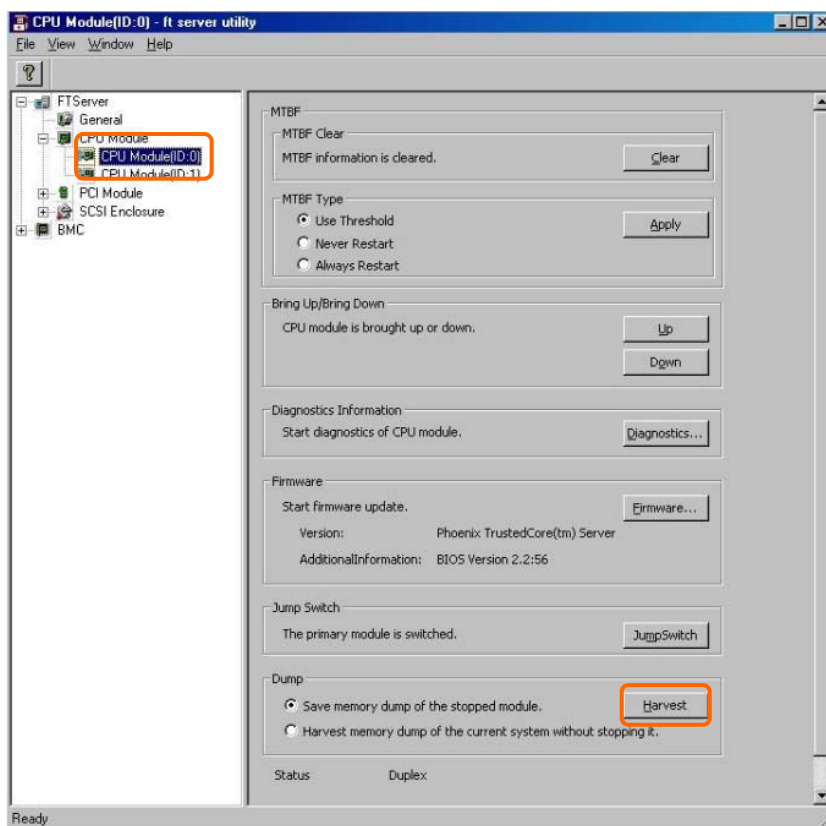 CPU Module(ID:0) - ft server utility
File View Window Help
FTServer
General
CPU Module
CPU Module(ID:0)
CPU Module(ID:1)
PCI Module
SCSI Enclosure
BMC
MTBF
MTBF Clear
MTBF information is cleared. Clear
MTBF Type
Use Threshold Apply
Never Restart
Always Restart
Bring Up/Bring Down
CPU module is brought up or down. Up
Down
Diagnostics Information
Start diagnostics of CPU module. Diagnostics...
Firmware
Start firmware update. Firmware...
Version: Phoenix TrustedCore(tm) Server
AdditionalInformation: BIOS Version 2.2:56
Jump Switch
The primary module is switched. JumpSwitch
Dump
Save memory dump of the stopped module. Harvest
Harvest memory dump of the current system without stopping it.
Status Duplex
Ready